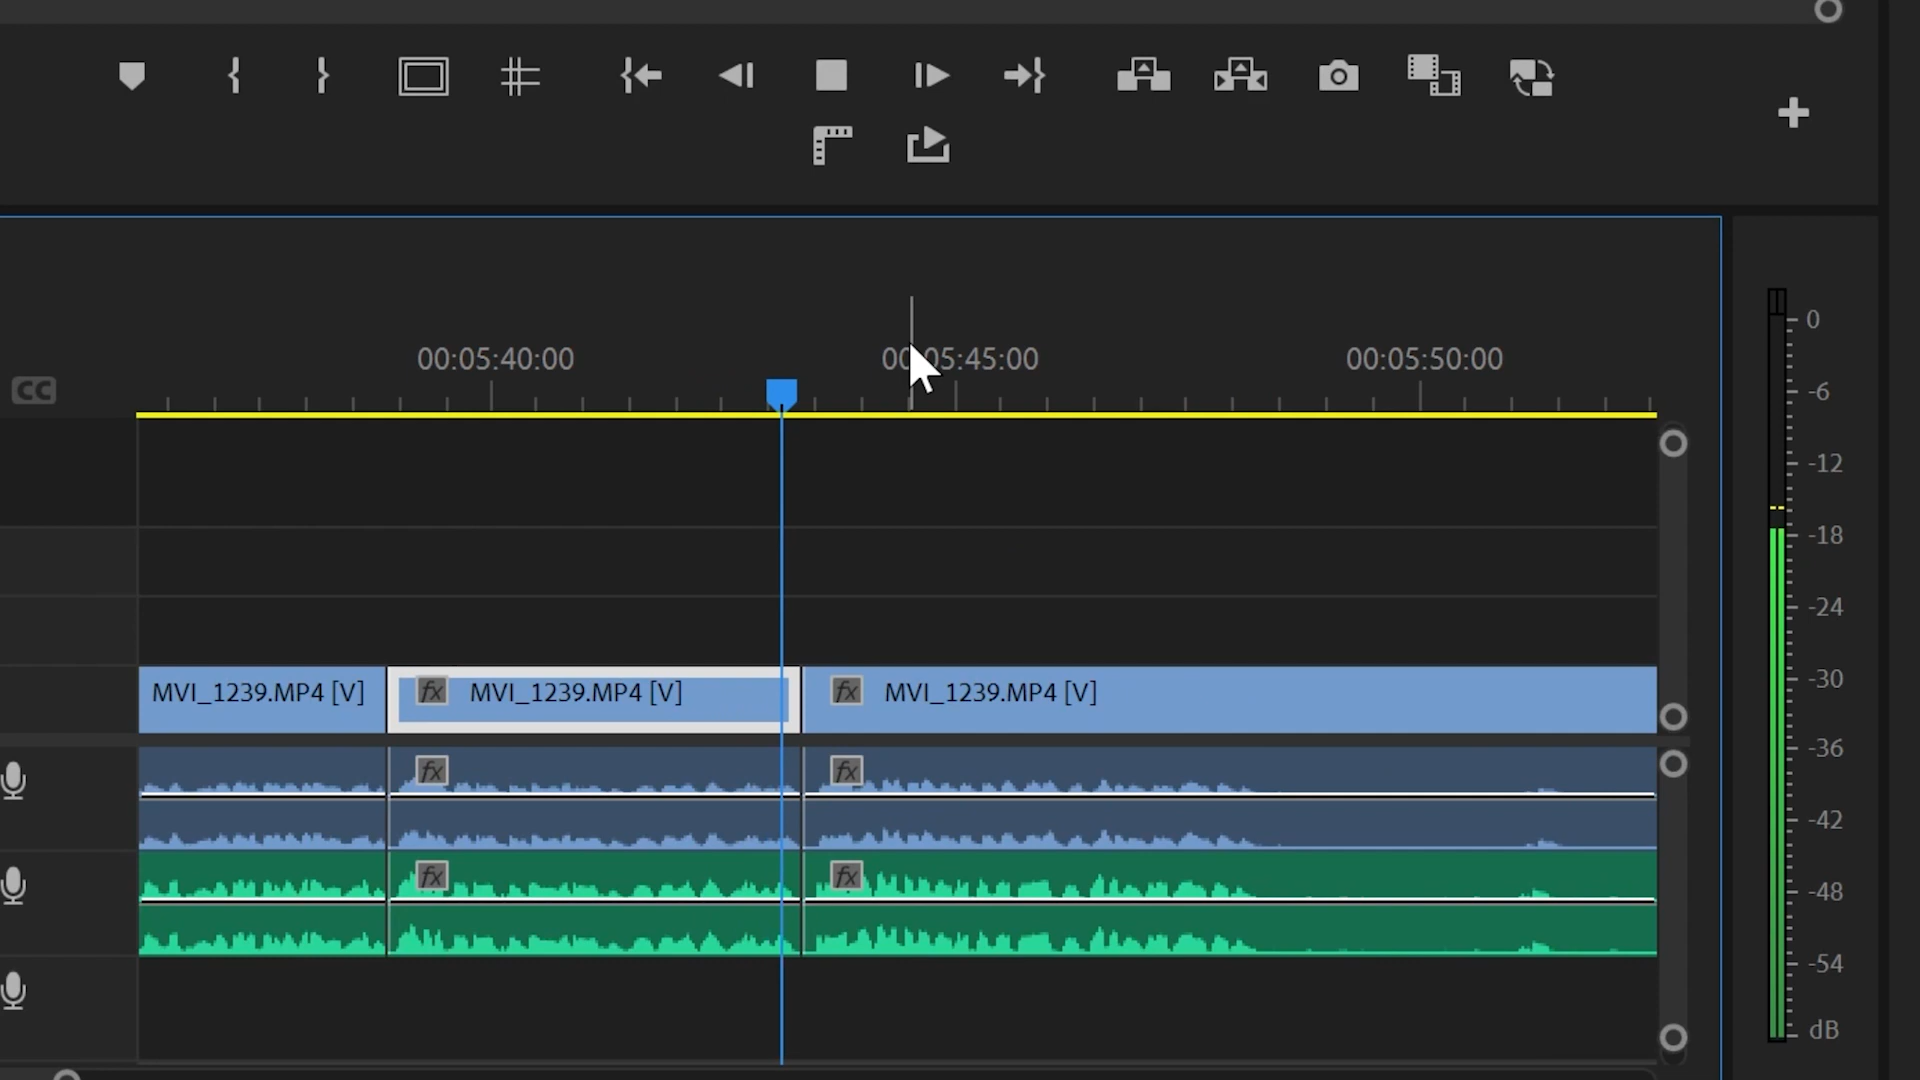 00:05:40:00 00:05:45:00 00:05:50:00
CC
MVI_1239.MP4 [V] fx MVI_1239.MP4 [V] fx MVI_1239.MP4 [V]
fx fx
fx fx
0
-6
-12
-18
-24
-30
-36
-42
-48
-54
dB